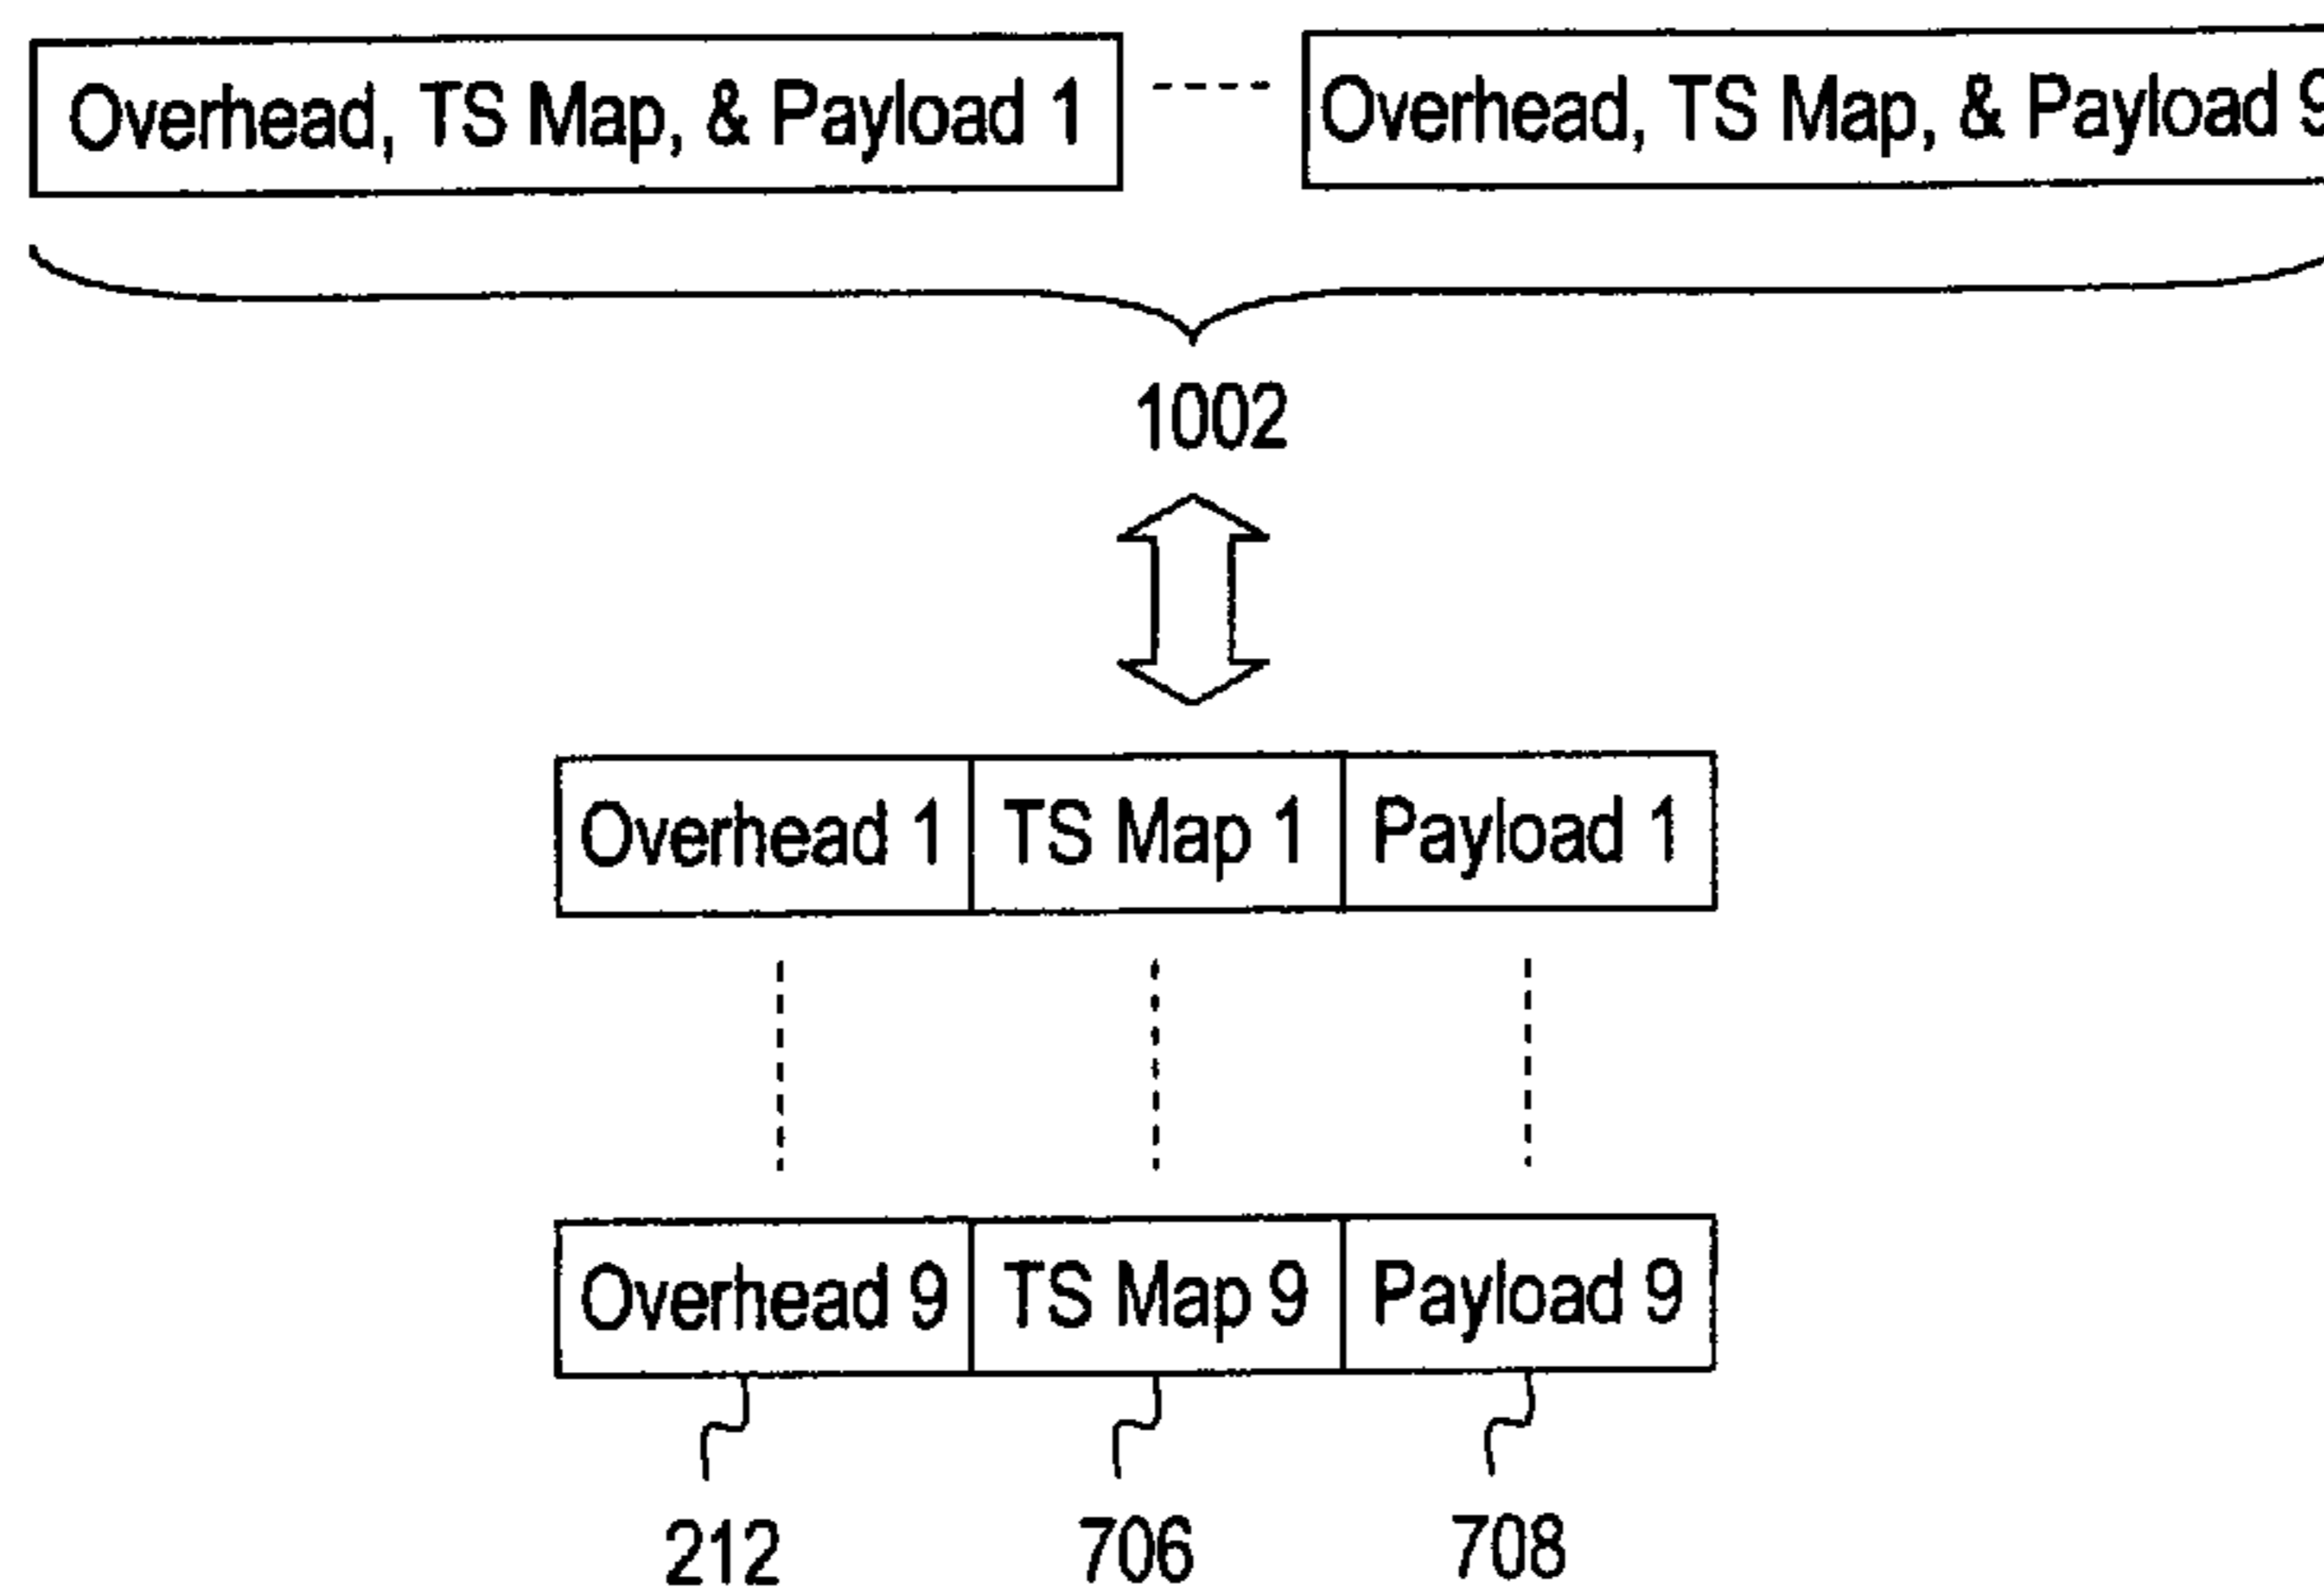 Overhead, TS Map, & Payload 1 Overhead, TS Map, & Payload 9
1002
Overhead 1 TS Map 1 Payload 1
Overhead 9 TS Map 9 Payload 9
212 706 708